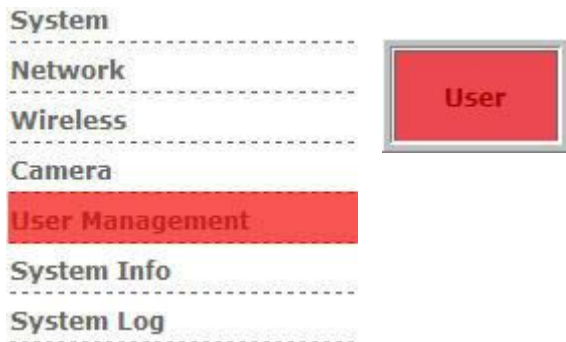 System
Network
Wireless
Camera
User Management
System Info
System Log
User